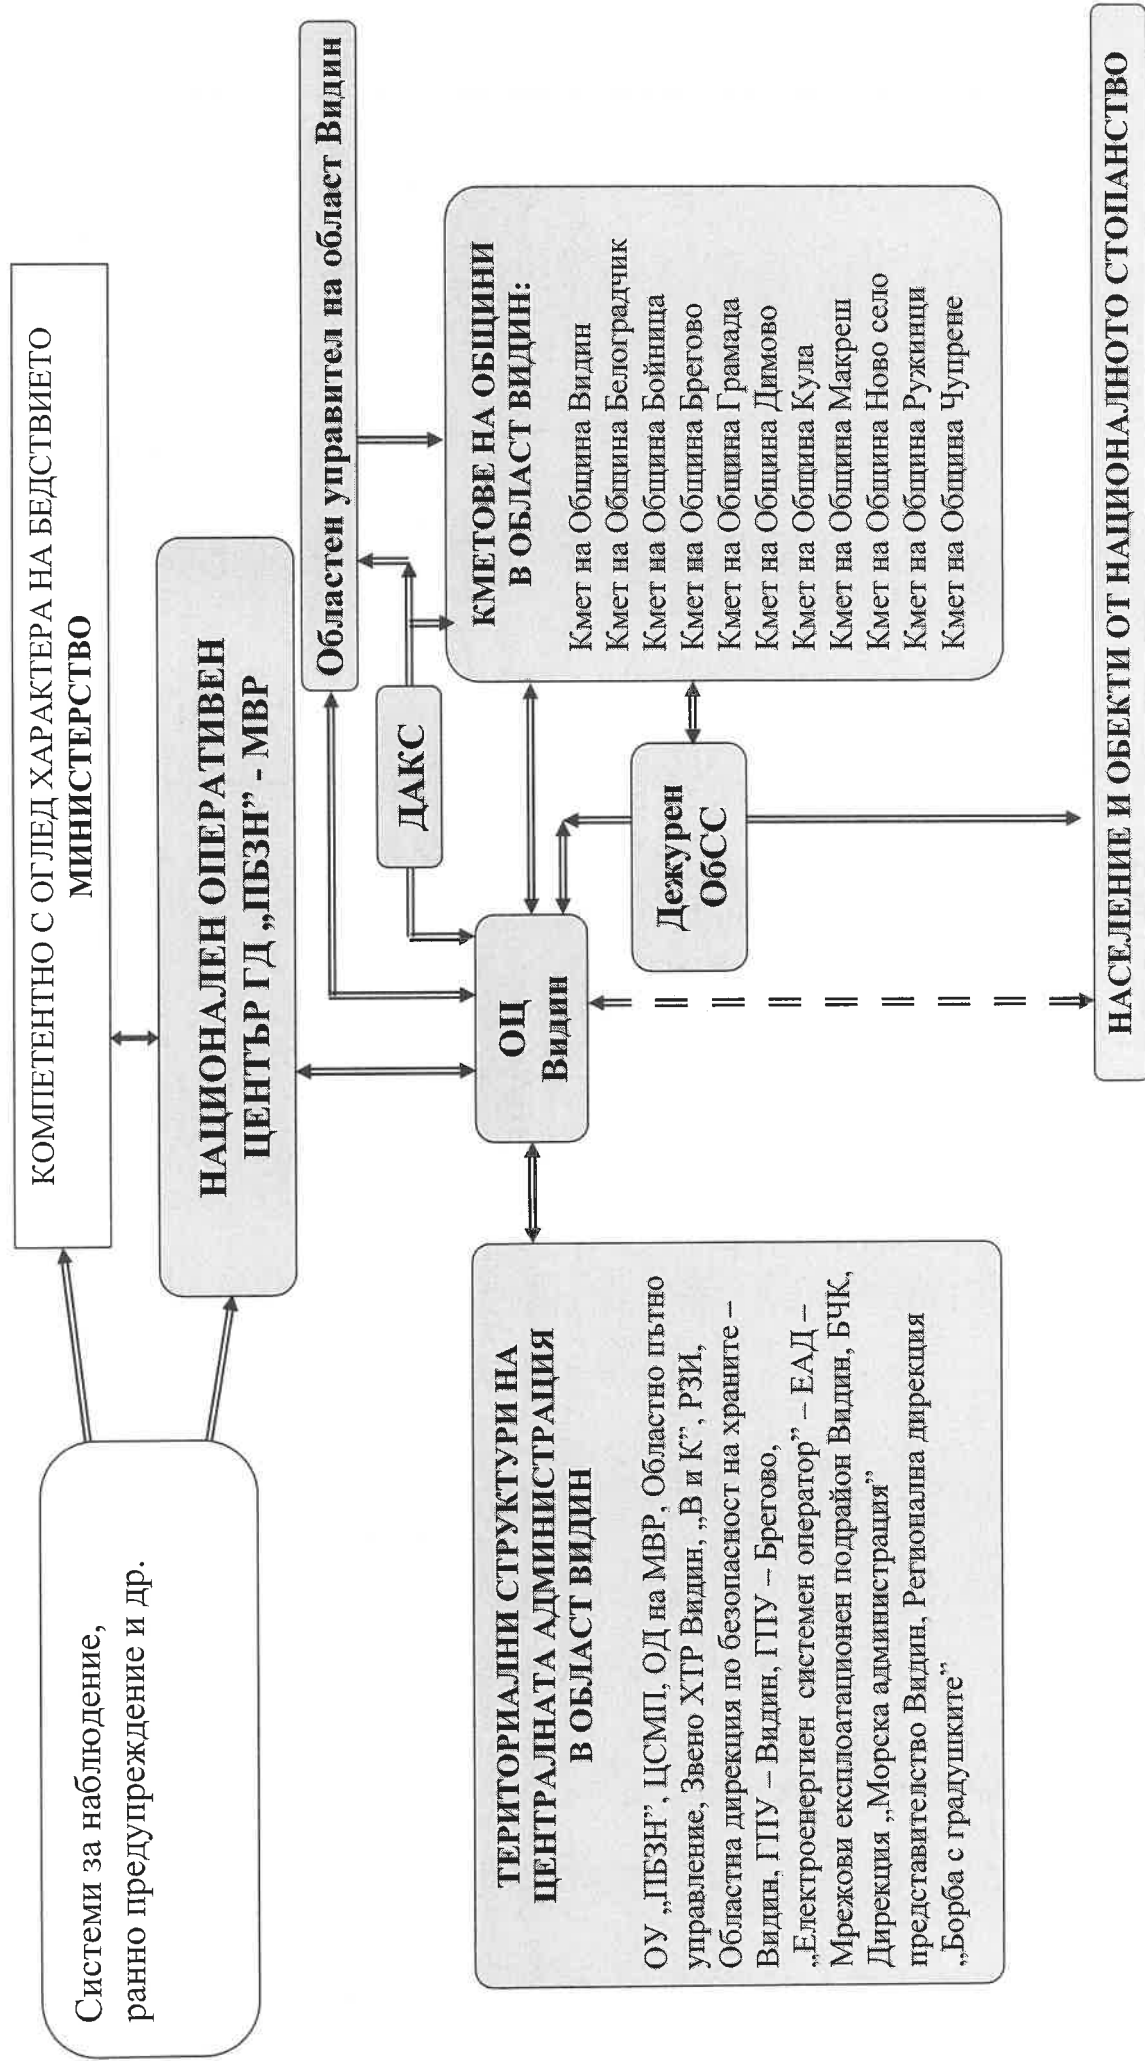 КОМПЕТЕНТНО С ОГЛЕД ХАРАКТЕРА НА БЕДСТВИЕТО
МИНИСТЕРСТВО
Системи за наблюдение,
ранно предупреждение и др.
НАЦИОНАЛЕН ОПЕРАТИВЕН
ЦЕНТЪР ГД „ПБЗН” - МВР
Областен управител на област Видин
ДАКС
ОЦ
Видин
ТЕРИТОРИАЛНИ СТРУКТУРИ НА
ЦЕНТРАЛНАТА АДМИНИСТРАЦИЯ
В ОБЛАСТ ВИДИН
ОУ „ПБЗН”, ЦСМП, ОД на МВР, Областно пътно
управление, Звено ХТР Видин, „В и К”, РЗИ,
Областна дирекция по безопасност на храните –
Видин, ГПУ – Видин, ГПУ – Брегово,
„Електроенергиен системен оператор” – ЕАД –
Мрежови експлоатационен подрайон Видин, БЧК,
Дирекция „Морска администрация”
представителство Видин, Регионална дирекция
„Борба с градушките”
КМЕТОВЕ НА ОБЩИНИ
В ОБЛАСТ ВИДИН:
Кмет на Община Видин
Кмет на Община Белоградчик
Кмет на Община Бойница
Кмет на Община Брегово
Кмет на Община Грамада
Кмет на Община Димово
Кмет на Община Кула
Кмет на Община Макреш
Кмет на Община Ново село
Кмет на Община Ружинци
Кмет на Община Чупрене
Дежурен
ОбСС
НАСЕЛЕНИЕ И ОБЕКТИ ОТ НАЦИОНАЛНОТО СТОПАНСТВО